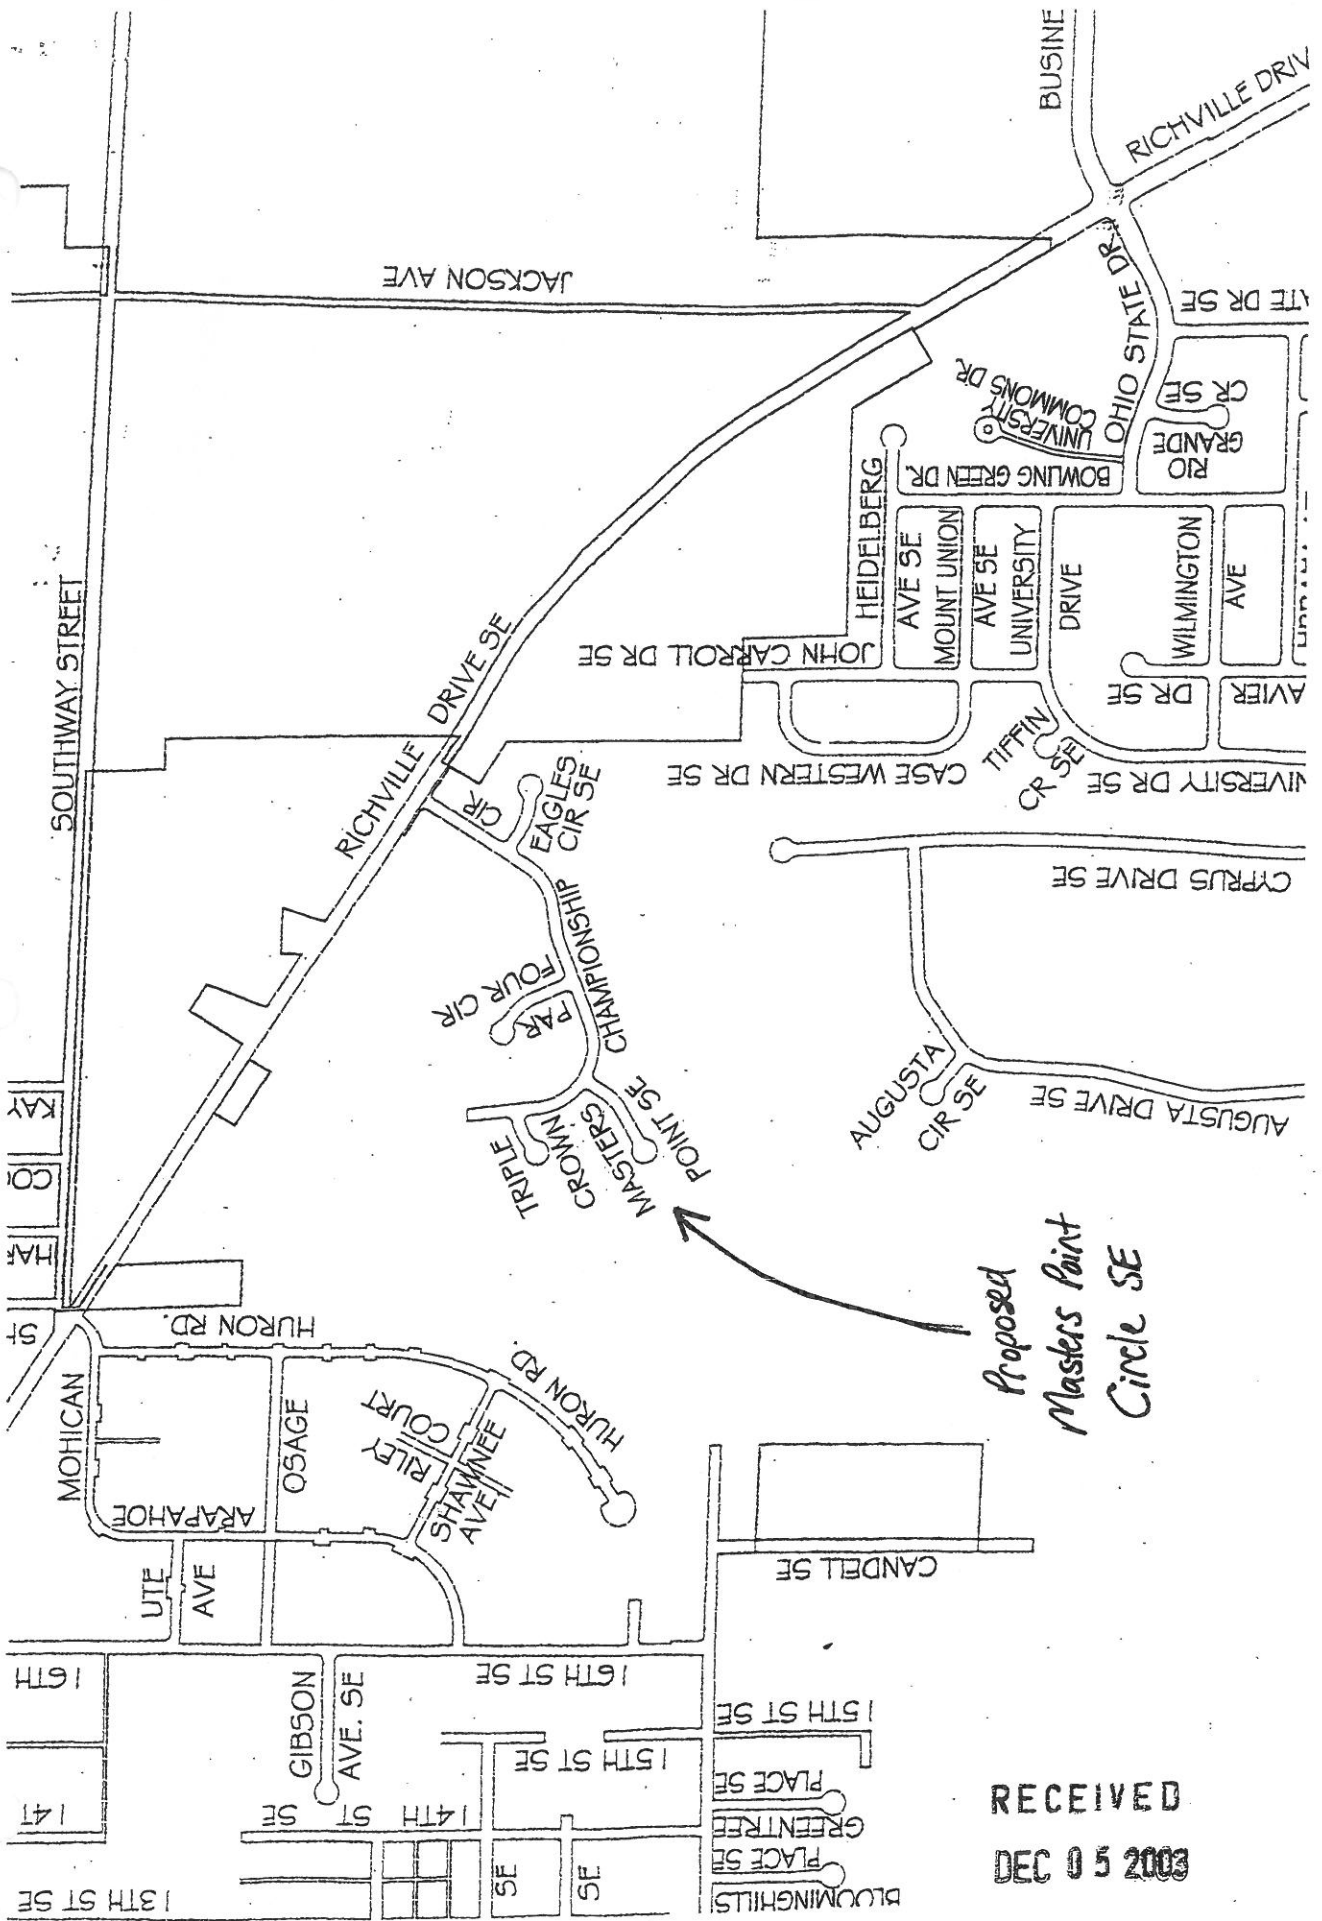 BUSINE
RICHVILLE DRIV
JACKSON AVE
SOUTHWAY STREET
RICHVILLE
DRIVE SE
OHIO STATE DR.
ATE DR SE
UNIVERSITY
COMMONS DR.
RIO
GRANDE
CR SE
BOWLING GREEN DR.
HEIDELBERG
AVE SE
MOUNT UNION
AVE SE
UNIVERSITY
DRIVE
WILMINGTON
AVE
JOHN CARROLL DR SE
AVIER
DR SE
TIFFIN
CR SE
CASE WESTERN DR SE
NIVERSITY DR SE
CIR
EAGLES
CIR SE
CHAMPIONSHIP
PAR
FOUR CIR
CYPRUS DRIVE SE
TRIPLE
CROWN
MASTERS
POINT SE
AUGUSTA
CIR SE
AUGUSTA DRIVE SE
KAY
CO
HAR
ST
Proposed
Masters Point
Circle SE
HURON RD.
MOHICAN
OSAGE
RILEY
COURT
HURON RD.
SHAWNEE
AVE
ARAPAHOE
UTE
AVE
CANDELL SE
16TH
16TH ST SE
GIBSON
AVE. SE
15TH ST SE
15TH ST SE
14T
14TH ST SE
13TH ST SE
SE
SE
GREENTREE
PLACE SE
BLOOMINGHILLS
PLACE SE
RECEIVED
DEC 05 2003